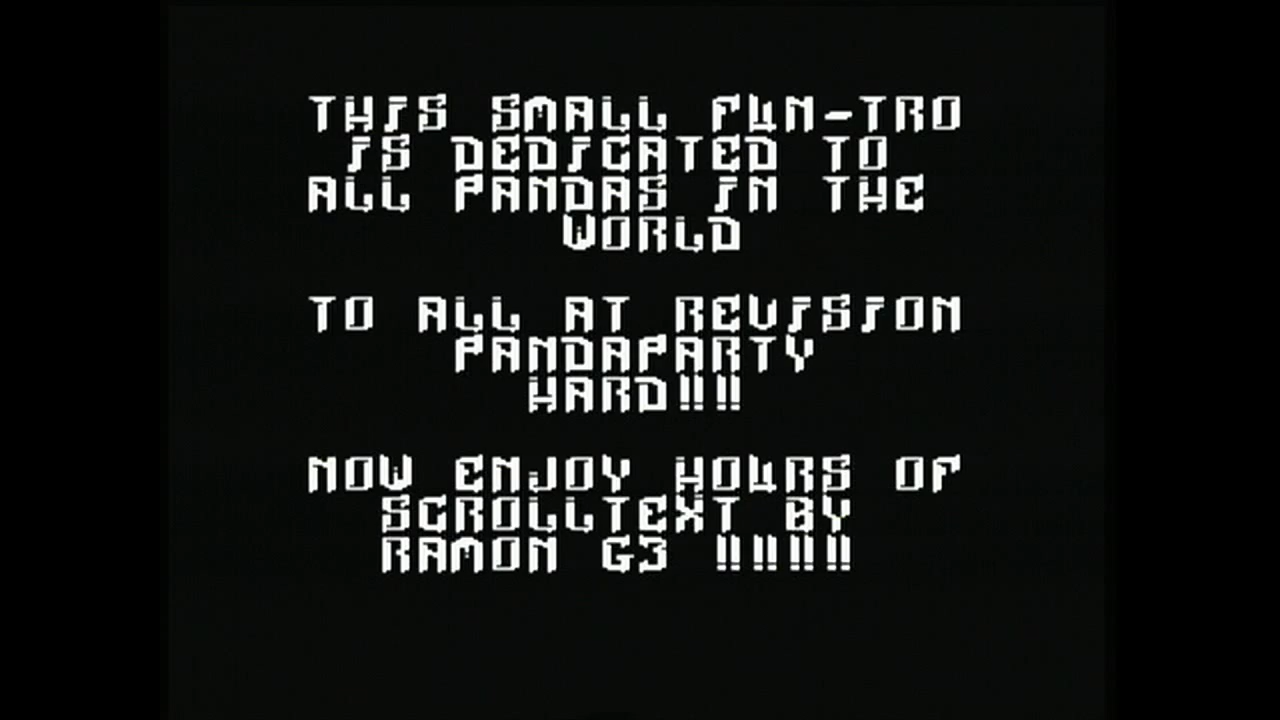 THIS SMALL FUN-TRO
IS DEDICATED TO
ALL PANDAS IN THE
WORLD
TO ALL AT REVISION
PANDAPARTY
HARD!!!!
NOW ENJOY HOURS OF
SCROLLTEXT BY
RAMON G3 !!!!!!!!